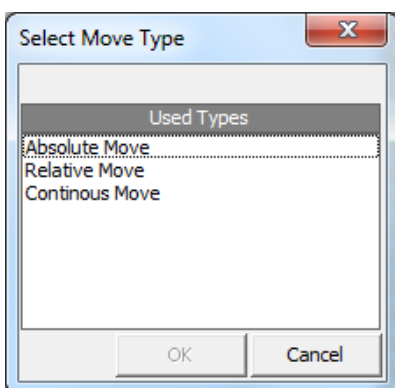 Select Move Type
Used Types
Absolute Move
Relative Move
Continous Move
OK
Cancel